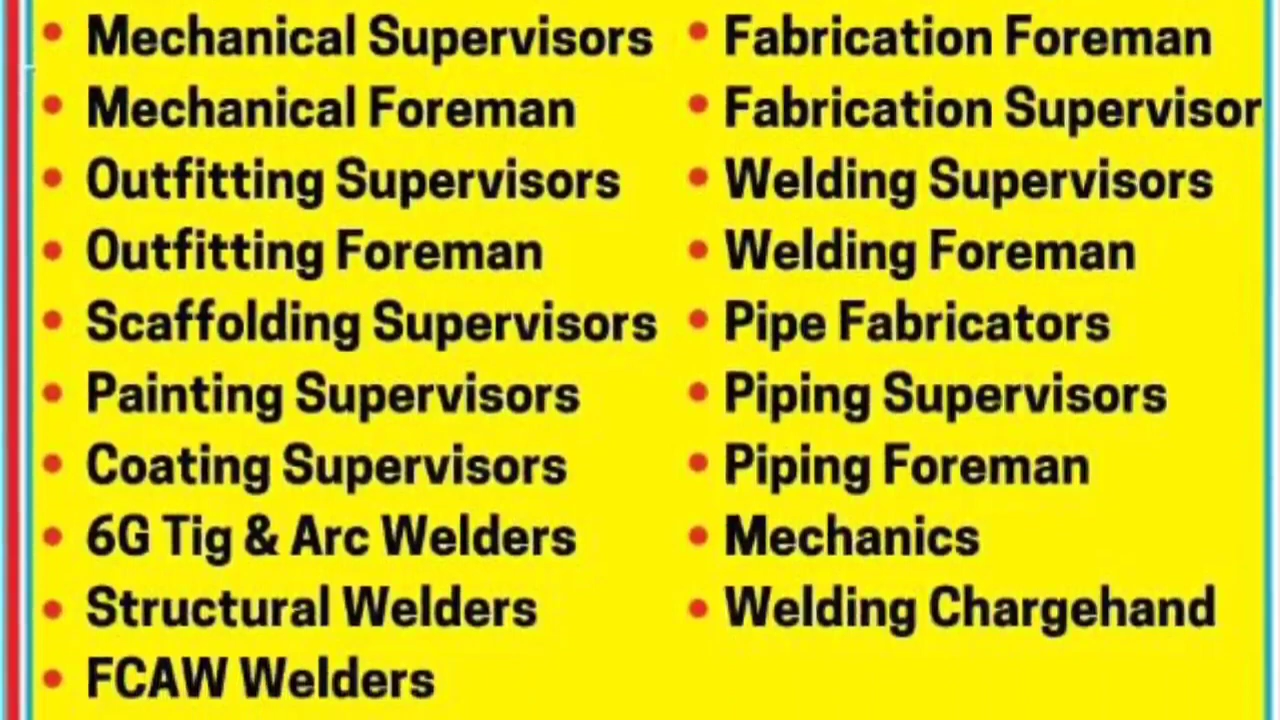 Mechanical Supervisors
Mechanical Foreman
Outfitting Supervisors
Outfitting Foreman
Scaffolding Supervisors
Painting Supervisors
Coating Supervisors
6G Tig & Arc Welders
Structural Welders
FCAW Welders
Fabrication Foreman
Fabrication Supervisor
Welding Supervisors
Welding Foreman
Pipe Fabricators
Piping Supervisors
Piping Foreman
Mechanics
Welding Chargehand